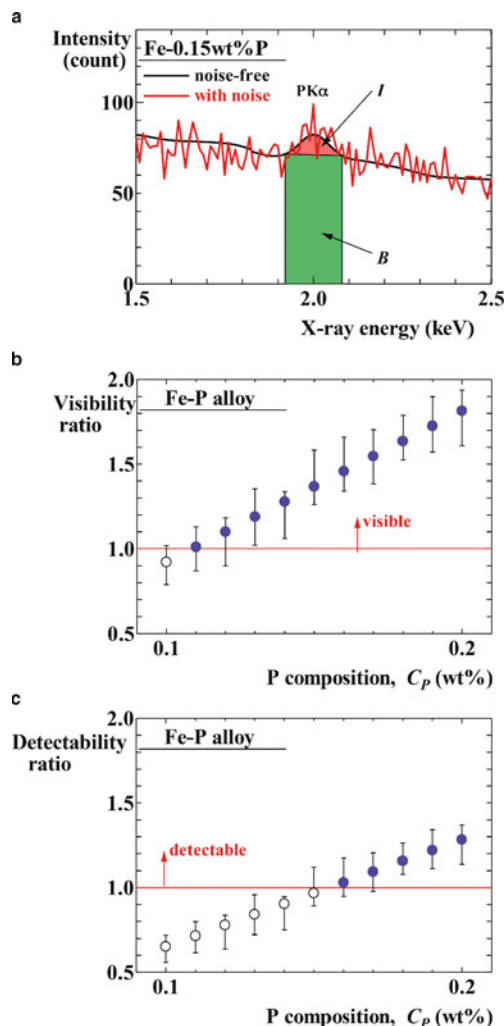 a
Intensity
(count)
Fe-0.15wt%P
noise-free
with noise
PKα
I
100
50
B
0
1.5
2.0
2.5
X-ray energy (keV)
b
2.0
Visibility
ratio
Fe-P alloy
1.5
visible
1.0
0.5
0.1
0.2
P composition, CP (wt%)
c
2.0
Detectability
ratio
Fe-P alloy
1.5
detectable
1.0
0.5
0.1
0.2
P composition, CP (wt%)